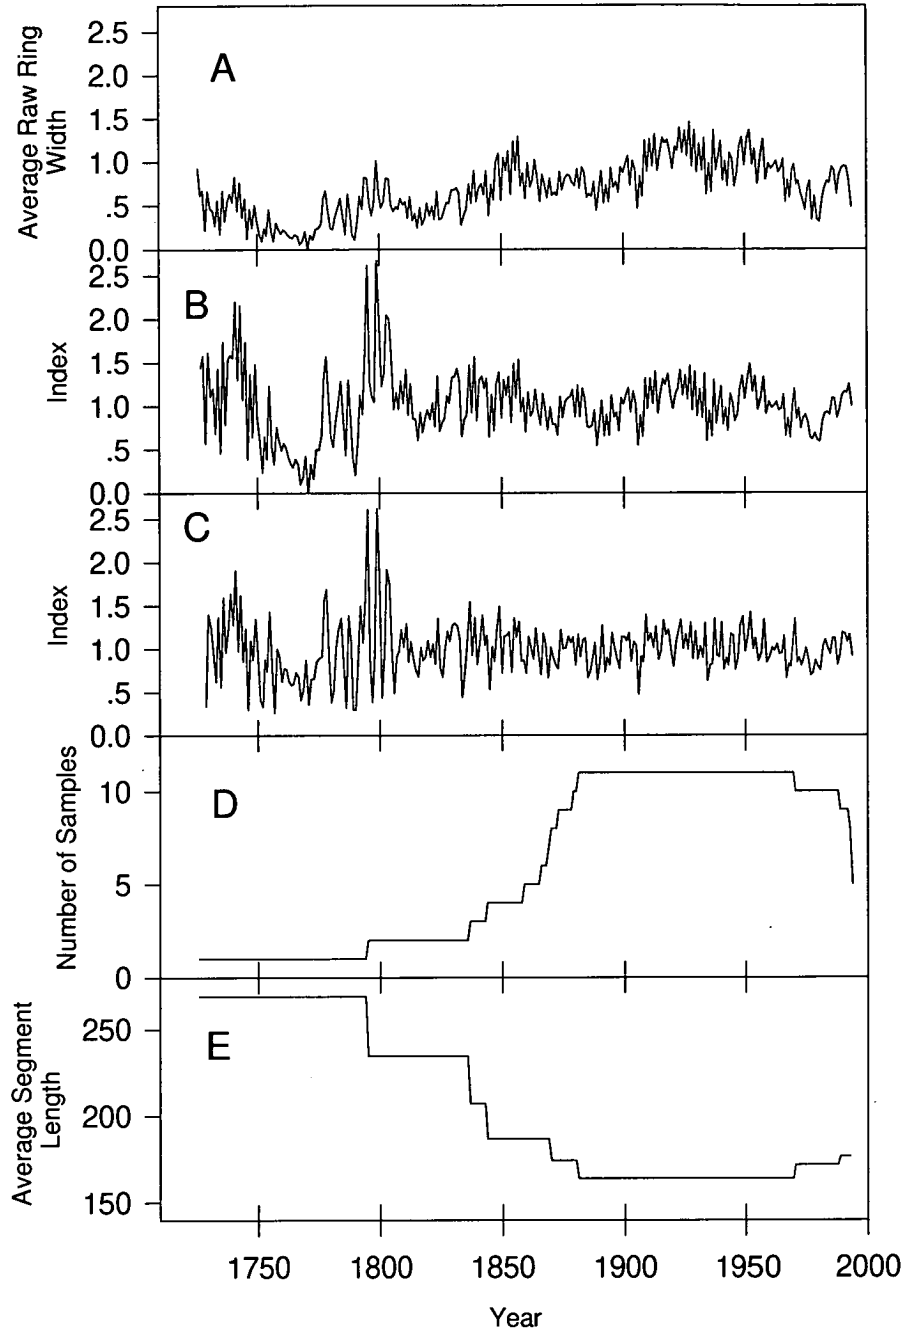 Average Raw Ring
Width
2.5
2.0
1.5
1.0
.5
0.0
A
Index
2.5
2.0
1.5
1.0
.5
0.0
B
Index
2.5
2.0
1.5
1.0
.5
0.0
C
Number of Samples
10
5
0
D
Average Segment
Length
250
200
150
E
1750 1800 1850 1900 1950 2000
Year